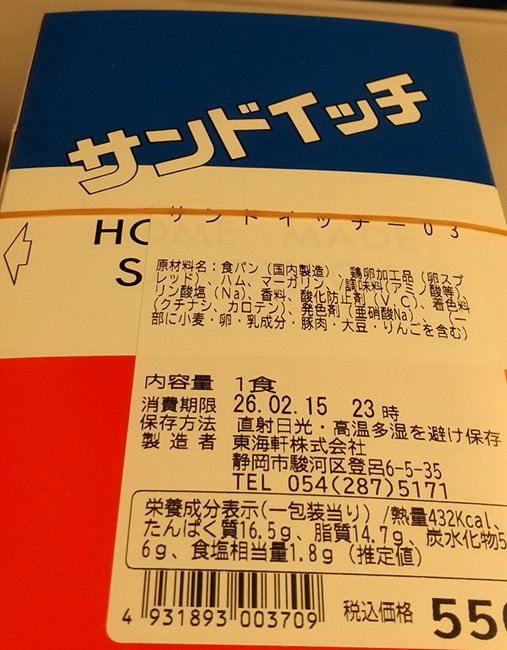 サンドイッチ
サンドイッチー03
HOME MADE
S
原材料名：食パン（国内製造）、鶏卵加工品（卵スプ
レッド）、ハム、マーガリン、/調味料（アミノ酸等）、
リン酸塩（Na）、香料、酸化防止剤（V.C）、着色料
（クチナシ、カロテン）、発色剤（亜硝酸Na）、（一
部に小麦・卵・乳成分・豚肉・大豆・りんごを含む）
内容量 1食
消費期限 26.02.15 23時
保存方法 直射日光・高温多湿を避け保存
製造者 東海軒株式会社
静岡市駿河区登呂6-5-35
TEL 054(287)5171
栄養成分表示(一包装当り）/熱量432Kcal、
たんぱく質16.5g、脂質14.7g、炭水化物5
6g、食塩相当量1.8g（推定値）
4 931893 003709
税込価格 550